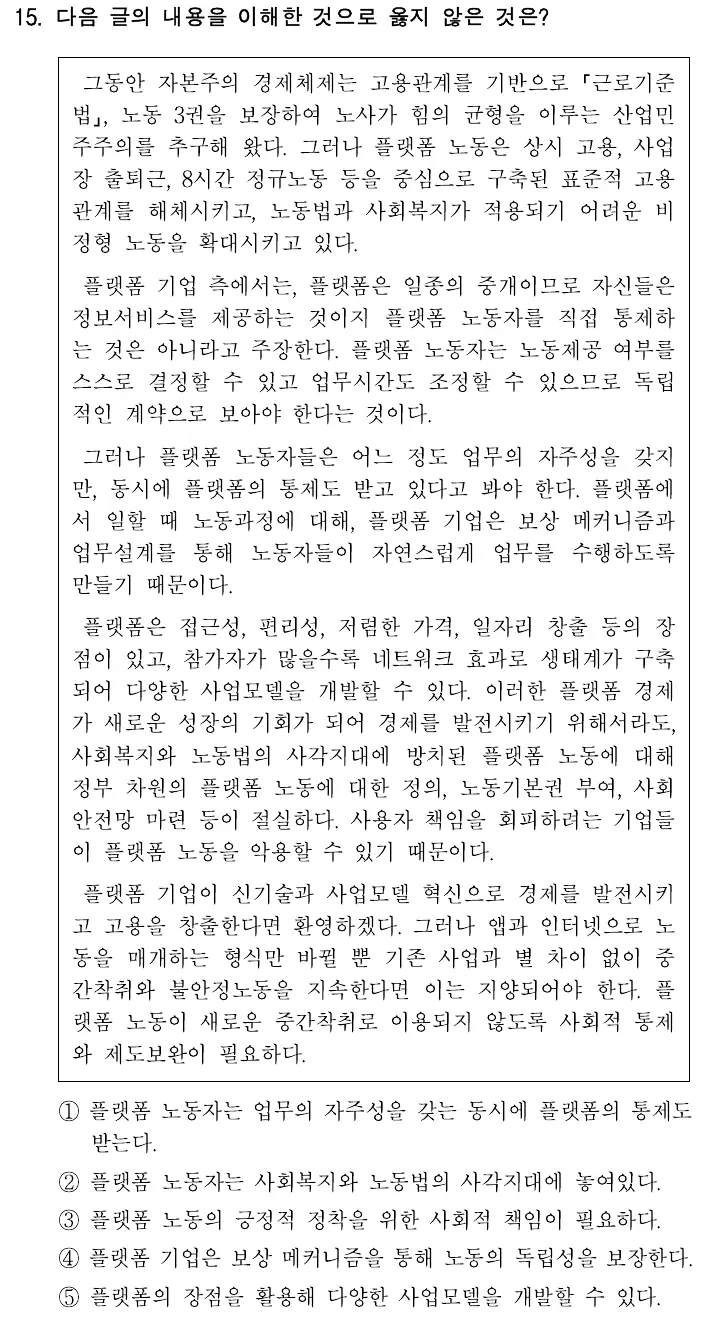 15. 다음 글의 내용을 이해한 것으로 옳지 않은 것은?
그동안 자본주의 경제체제는 고용관계를 기반으로 「근로기준
법」, 노동 3권을 보장하여 노사가 힘의 균형을 이루는 산업민
주주의를 추구해 왔다. 그러나 플랫폼 노동은 상시 고용, 사업
장 출퇴근, 8시간 정규노동 등을 중심으로 구축된 표준적 고용
관계를 해체시키고, 노동법과 사회복지가 적용되기 어려운 비
정형 노동을 확대시키고 있다.
플랫폼 기업 측에서는, 플랫폼은 일종의 중개이므로 자신들은
정보서비스를 제공하는 것이지 플랫폼 노동자를 직접 통제하
는 것은 아니라고 주장한다. 플랫폼 노동자는 노동제공 여부를
스스로 결정할 수 있고 업무시간도 조정할 수 있으므로 독립
적인 계약으로 보아야 한다는 것이다.
그러나 플랫폼 노동자들은 어느 정도 업무의 자주성을 갖지
만, 동시에 플랫폼의 통제도 받고 있다고 봐야 한다. 플랫폼에
서 일할 때 노동과정에 대해, 플랫폼 기업은 보상 메커니즘과
업무설계를 통해 노동자들이 자연스럽게 업무를 수행하도록
만들기 때문이다.
플랫폼은 접근성, 편리성, 저렴한 가격, 일자리 창출 등의 장
점이 있고, 참가자가 많을수록 네트워크 효과로 생태계가 구축
되어 다양한 사업모델을 개발할 수 있다. 이러한 플랫폼 경제
가 새로운 성장의 기회가 되어 경제를 발전시키기 위해서라도,
사회복지와 노동법의 사각지대에 방치된 플랫폼 노동에 대해
정부 차원의 플랫폼 노동에 대한 정의, 노동기본권 부여, 사회
안전망 마련 등이 절실하다. 사용자 책임을 회피하려는 기업들
이 플랫폼 노동을 악용할 수 있기 때문이다.
플랫폼 기업이 신기술과 사업모델 혁신으로 경제를 발전시키
고 고용을 창출한다면 환영하겠다. 그러나 앱과 인터넷으로 노
동을 매개하는 형식만 바뀔 뿐 기존 사업과 별 차이 없이 중
간착취와 불안정노동을 지속한다면 이는 지양되어야 한다. 플
랫폼 노동이 새로운 중간착취로 이용되지 않도록 사회적 통제
와 제도보완이 필요하다.
① 플랫폼 노동자는 업무의 자주성을 갖는 동시에 플랫폼의 통제도
받는다.
② 플랫폼 노동자는 사회복지와 노동법의 사각지대에 놓여있다.
③ 플랫폼 노동의 긍정적 정착을 위한 사회적 책임이 필요하다.
④ 플랫폼 기업은 보상 메커니즘을 통해 노동의 독립성을 보장한다.
⑤ 플랫폼의 장점을 활용해 다양한 사업모델을 개발할 수 있다.